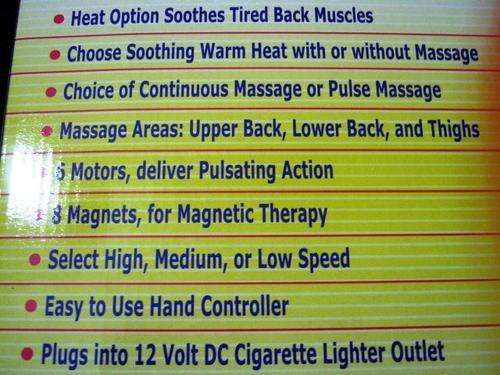 Heat Option Soothes Tired Back Muscles
Choose Soothing Warm Heat with or without Massage
Choice of Continuous Massage or Pulse Massage
Massage Areas: Upper Back, Lower Back, and Thighs
Motors, deliver Pulsating Action
8 Magnets, for Magnetic Therapy
Select High, Medium, or Low Speed
Easy to Use Hand Controller
Plugs into 12 Volt DC Cigarette Lighter Outlet